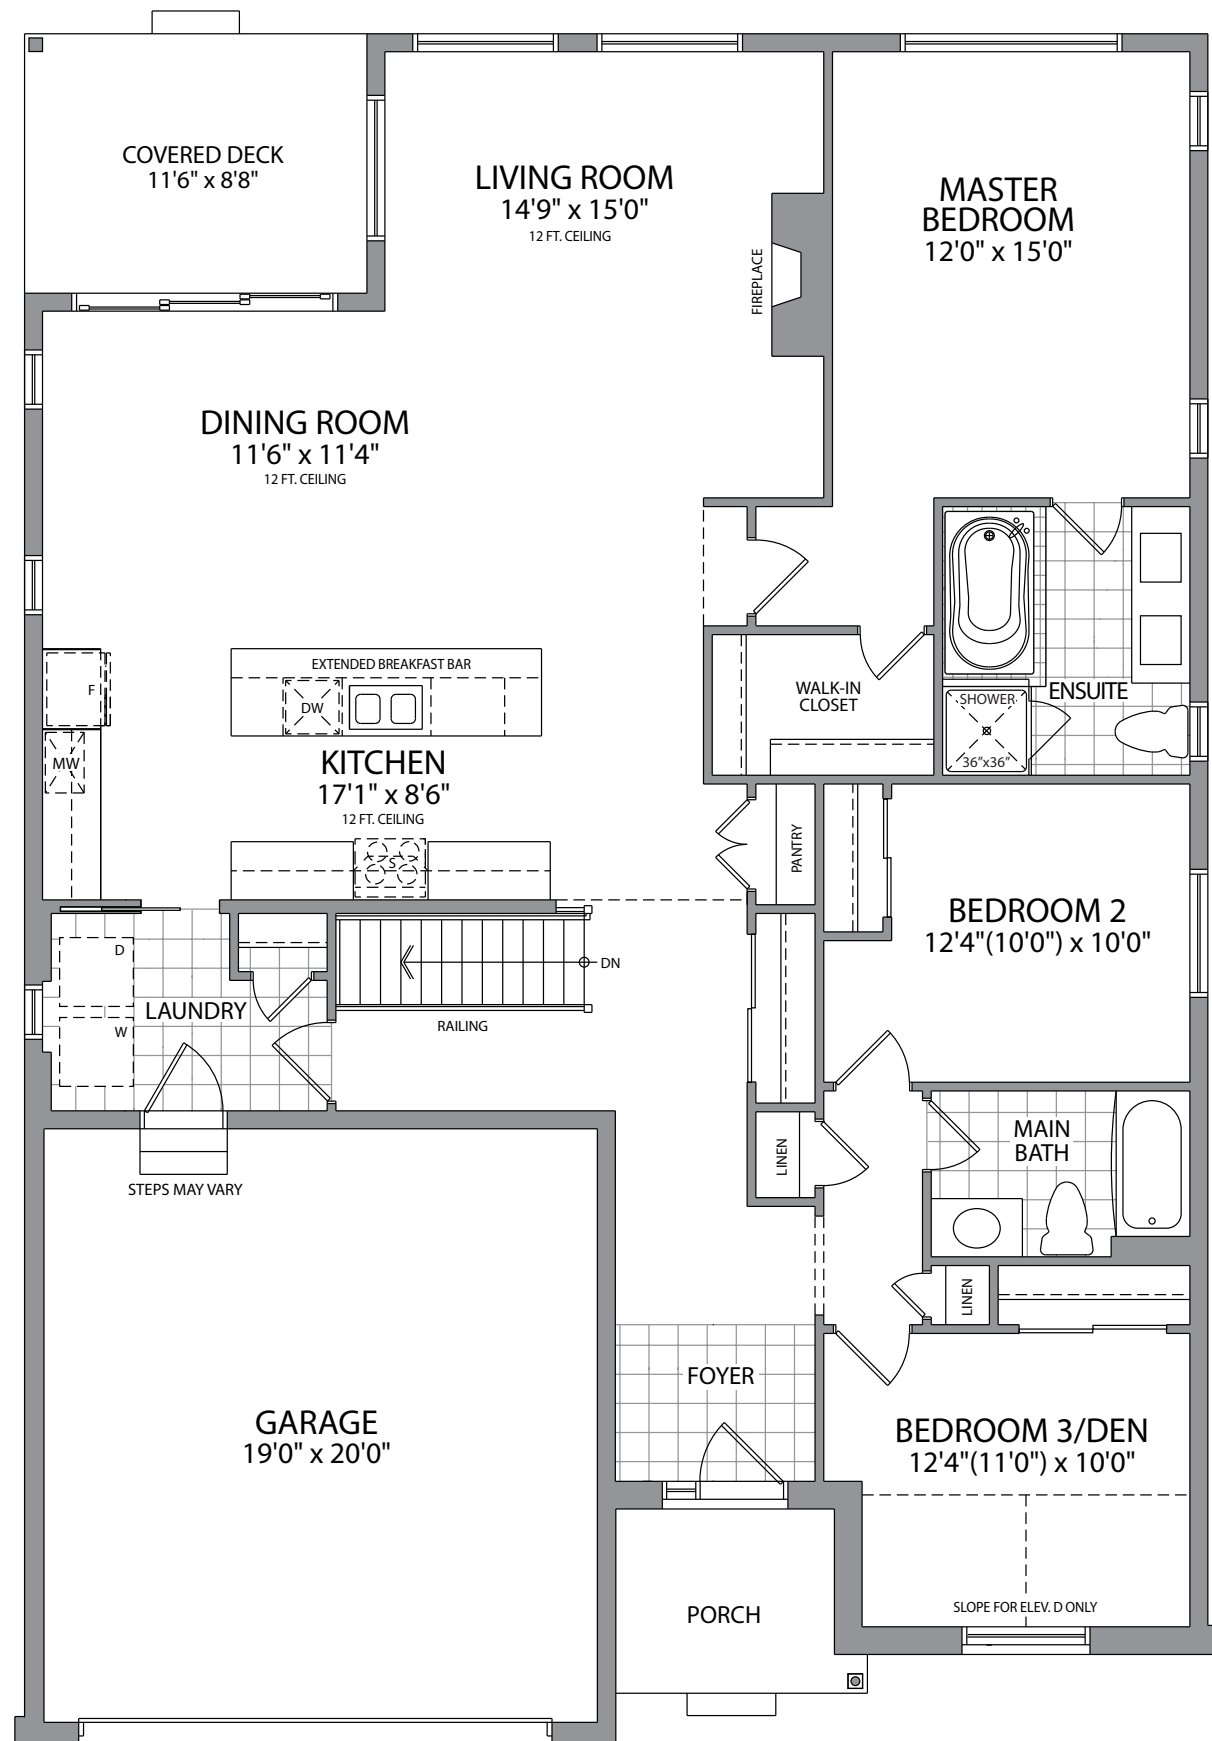 COVERED DECK
11'6" x 8'8"
LIVING ROOM
14'9" x 15'0"
12 FT. CEILING
MASTER
BEDROOM
12'0" x 15'0"
FIREPLACE
DINING ROOM
11'6" x 11'4"
12 FT. CEILING
EXTENDED BREAKFAST BAR
F
DW
MW
KITCHEN
17'1" x 8'6"
12 FT. CEILING
S
WALK-IN
CLOSET
ENSUITE
SHOWER
36"x36"
PANTRY
BEDROOM 2
12'4"(10'0") x 10'0"
D
W
LAUNDRY
DN
RAILING
STEPS MAY VARY
LINEN
MAIN
BATH
LINEN
FOYER
GARAGE
19'0" x 20'0"
BEDROOM 3/DEN
12'4"(11'0") x 10'0"
SLOPE FOR ELEV. D ONLY
PORCH